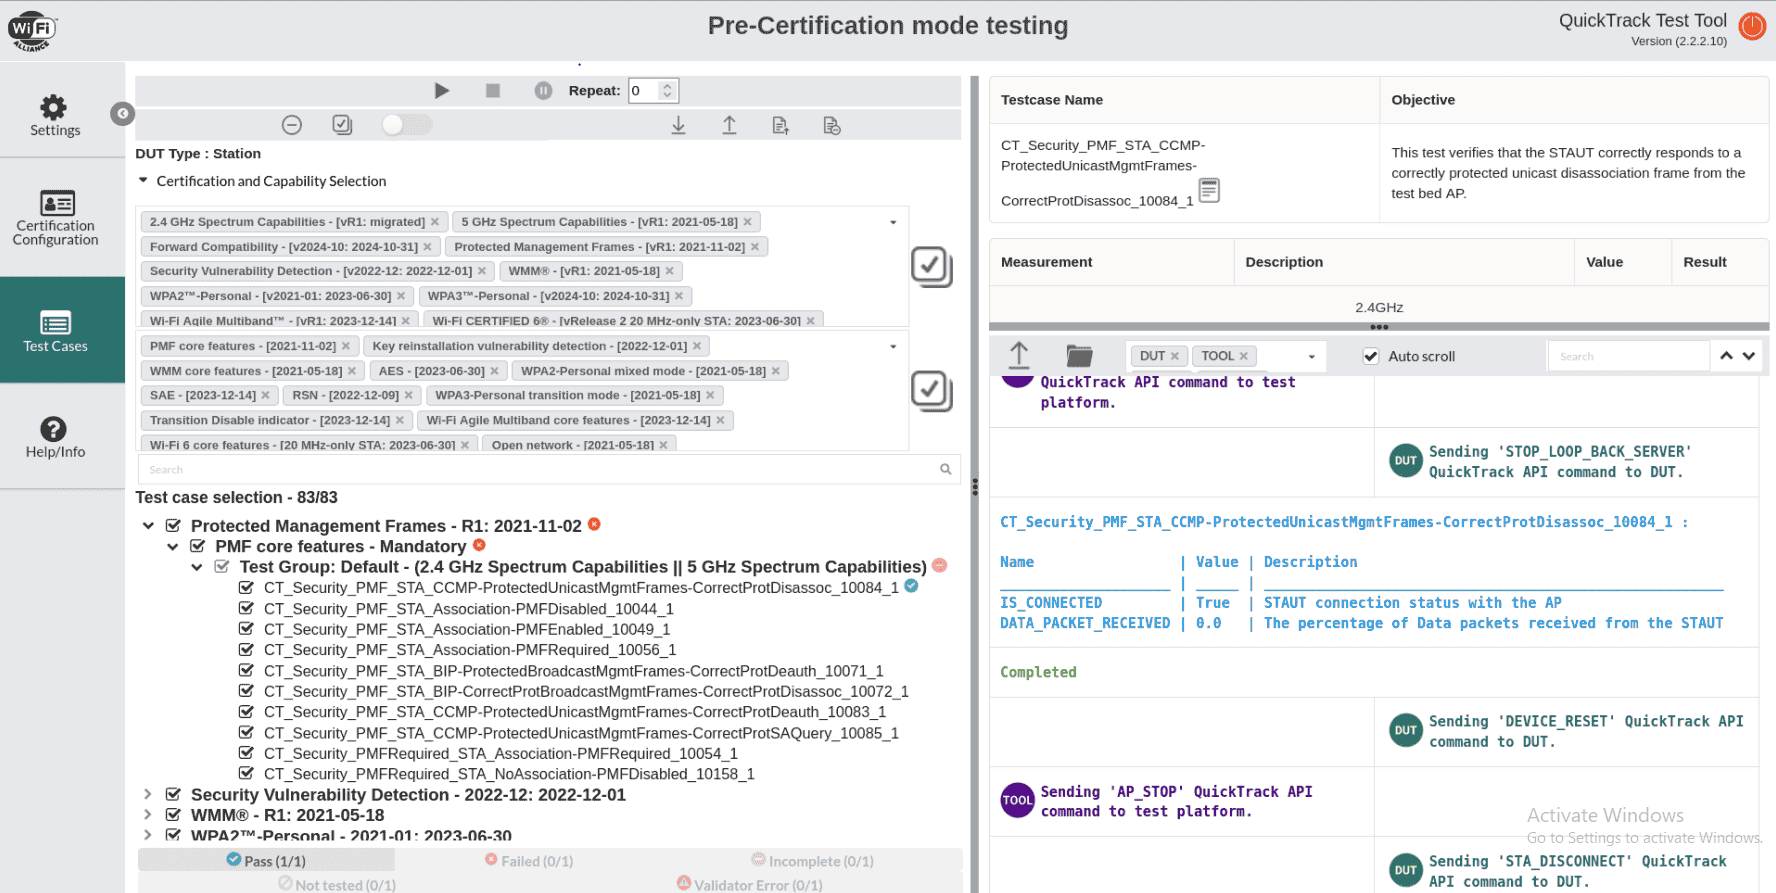 Wi Fi
ALLIANCE
Pre-Certification mode testing
QuickTrack Test Tool
Version (2.2.2.10)
Settings
Certification
Configuration
Test Cases
Help/Info
Repeat: 0
DUT Type : Station
Certification and Capability Selection
2.4 GHz Spectrum Capabilities - [vR1: migrated] ×
5 GHz Spectrum Capabilities - [vR1: 2021-05-18] ×
Forward Compatibility - [v2024-10: 2024-10-31] ×
Protected Management Frames - [vR1: 2021-11-02] ×
Security Vulnerability Detection - [v2022-12: 2022-12-01] ×
WMM® - [vR1: 2021-05-18] ×
WPA2™-Personal - [v2021-01: 2023-06-30] ×
WPA3™-Personal - [v2024-10: 2024-10-31] ×
Wi-Fi Agile Multiband™ - [vR1: 2023-12-14] ×
Wi-Fi CERTIFIED 6® - [vRelease 2 20 MHz-only STA: 2023-06-30] ×
PMF core features - [2021-11-02] ×
Key reinstallation vulnerability detection - [2022-12-01] ×
WMM core features - [2021-05-18] ×
AES - [2023-06-30] ×
WPA2-Personal mixed mode - [2021-05-18] ×
SAE - [2023-12-14] ×
RSN - [2022-12-09] ×
WPA3-Personal transition mode - [2021-05-18] ×
Transition Disable indicator - [2023-12-14] ×
Wi-Fi Agile Multiband core features - [2023-12-14] ×
Wi-Fi 6 core features - [20 MHz-only STA: 2023-06-30] ×
Open network - [2021-05-18] ×
Search
Test case selection - 83/83
Protected Management Frames - R1: 2021-11-02
PMF core features - Mandatory
Test Group: Default - (2.4 GHz Spectrum Capabilities || 5 GHz Spectrum Capabilities)
CT_Security_PMF_STA_CCMP-ProtectedUnicastMgmtFrames-CorrectProtDisassoc_10084_1
CT_Security_PMF_STA_Association-PMFDisabled_10044_1
CT_Security_PMF_STA_Association-PMFEnabled_10049_1
CT_Security_PMF_STA_Association-PMFRequired_10056_1
CT_Security_PMF_STA_BIP-ProtectedBroadcastMgmtFrames-CorrectProtDeauth_10071_1
CT_Security_PMF_STA_BIP-CorrectProtBroadcastMgmtFrames-CorrectProtDisassoc_10072_1
CT_Security_PMF_STA_CCMP-ProtectedUnicastMgmtFrames-CorrectProtDeauth_10083_1
CT_Security_PMF_STA_CCMP-ProtectedUnicastMgmtFrames-CorrectProtSAQuery_10085_1
CT_Security_PMFRequired_STA_Association-PMFRequired_10054_1
CT_Security_PMFRequired_STA_NoAssociation-PMFDisabled_10158_1
Security Vulnerability Detection - 2022-12: 2022-12-01
WMM® - R1: 2021-05-18
WPA2™-Personal - 2021-01: 2023-06-30
Pass (1/1)
Failed (0/1)
Incomplete (0/1)
Not tested (0/1)
Validator Error (0/1)
Testcase Name
Objective
CT_Security_PMF_STA_CCMP-
ProtectedUnicastMgmtFrames-
CorrectProtDisassoc_10084_1
This test verifies that the STAUT correctly responds to a
correctly protected unicast disassociation frame from the
test bed AP.
Measurement
Description
Value
Result
2.4GHz
DUT ×
TOOL ×
Auto scroll
Search
QuickTrack API command to test
platform.
DUT
Sending 'STOP_LOOP_BACK_SERVER'
QuickTrack API command to DUT.
CT_Security_PMF_STA_CCMP-ProtectedUnicastMgmtFrames-CorrectProtDisassoc_10084_1 :
Name | Value | Description
IS_CONNECTED | True | STAUT connection status with the AP
DATA_PACKET_RECEIVED | 0.0 | The percentage of Data packets received from the STAUT
Completed
DUT
Sending 'DEVICE_RESET' QuickTrack API
command to DUT.
TOOL
Sending 'AP_STOP' QuickTrack API
command to test platform.
Activate Windows
Go to Settings to activate Windows.
DUT
Sending 'STA_DISCONNECT' QuickTrack
API command to DUT.